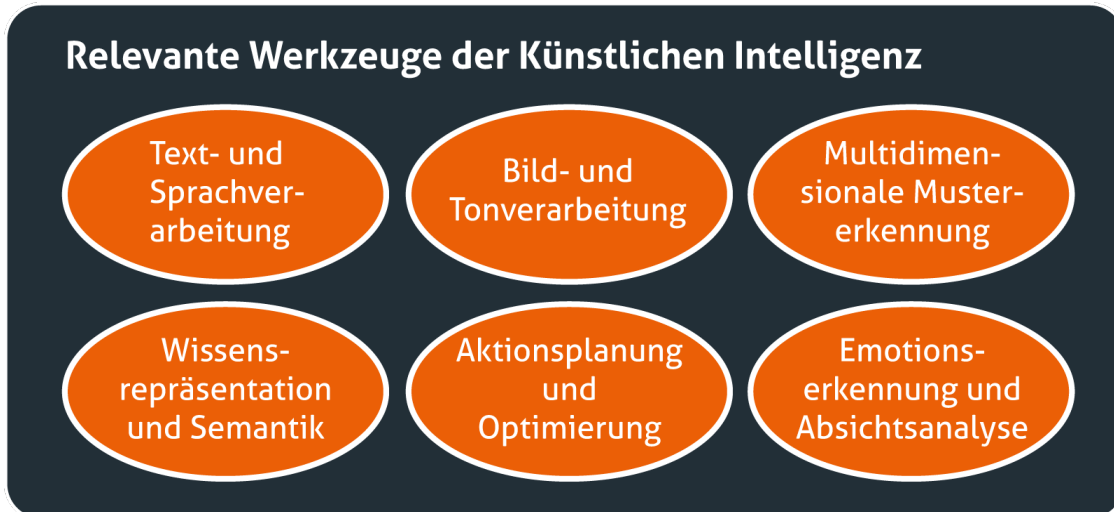 Relevante Werkzeuge der Künstlichen Intelligenz
Text- und
Sprachver-
arbeitung
Bild- und
Tonverarbeitung
Multidimen-
sionale Muster-
erkennung
Wissens-
repräsentation
und Semantik
Aktionsplanung
und
Optimierung
Emotions-
erkennung und
Absichtsanalyse